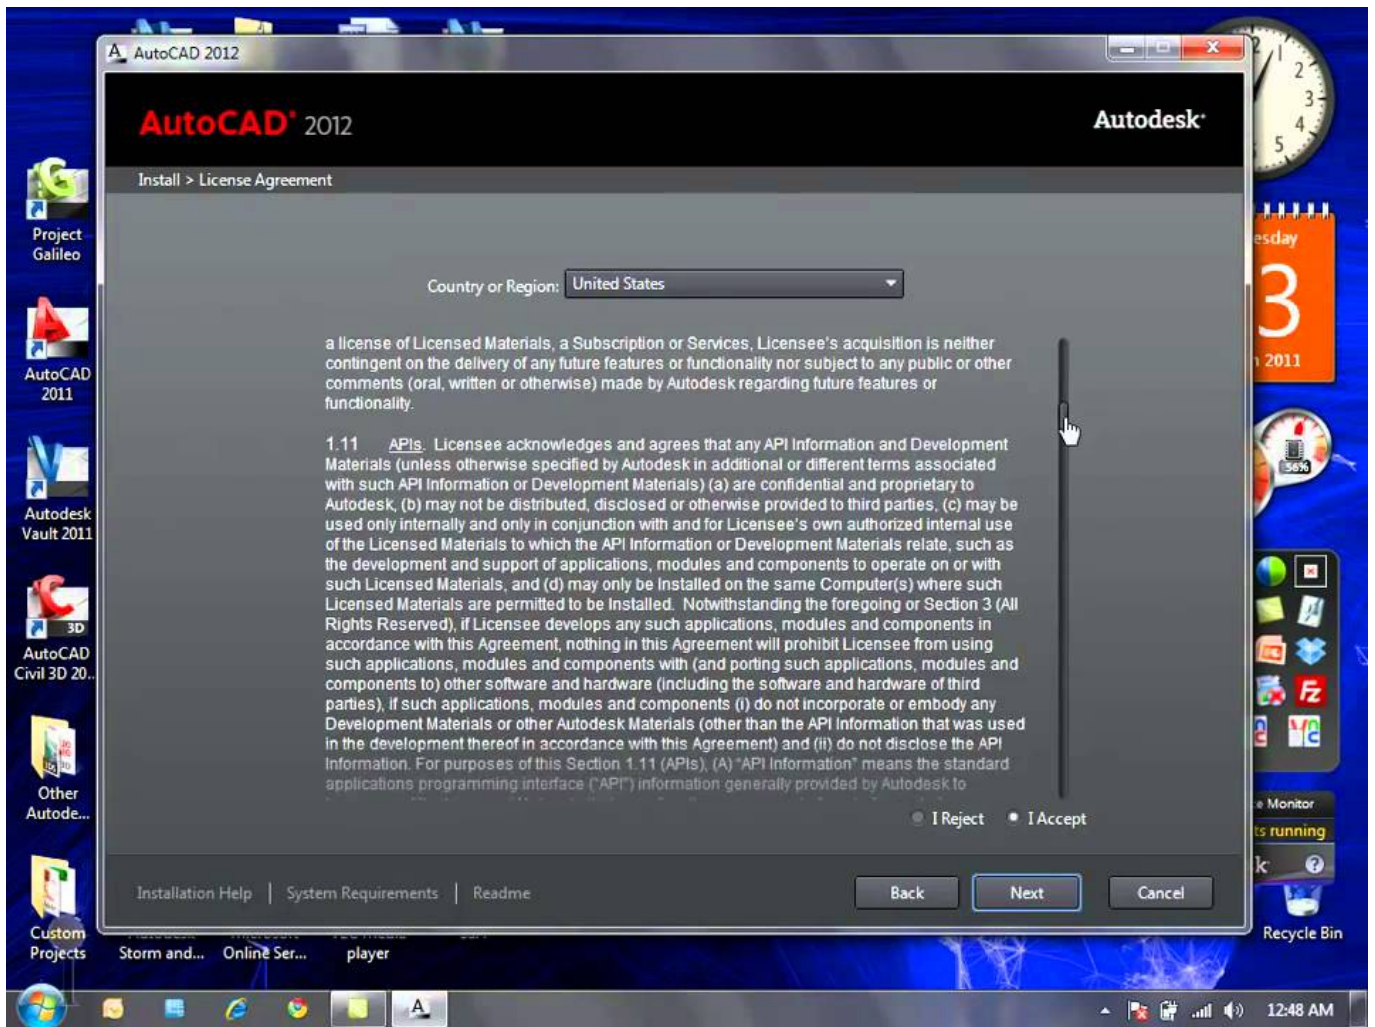 AutoCAD 2012
AutoCAD 2012
Autodesk
Install > License Agreement
Country or Region: United States
a license of Licensed Materials, a Subscription or Services, Licensee's acquisition is neither
contingent on the delivery of any future features or functionality nor subject to any public or other
comments (oral, written or otherwise) made by Autodesk regarding future features or
functionality.
1.11 APIs. Licensee acknowledges and agrees that any API Information and Development
Materials (unless otherwise specified by Autodesk in additional or different terms associated
with such API Information or Development Materials) (a) are confidential and proprietary to
Autodesk, (b) may not be distributed, disclosed or otherwise provided to third parties, (c) may be
used only internally and only in conjunction with and for Licensee's own authorized internal use
of the Licensed Materials to which the API Information or Development Materials relate, such as
the development and support of applications, modules and components to operate on or with
such Licensed Materials, and (d) may only be Installed on the same Computer(s) where such
Licensed Materials are permitted to be Installed. Notwithstanding the foregoing or Section 3 (All
Rights Reserved), if Licensee develops any such applications, modules and components in
accordance with this Agreement, nothing in this Agreement will prohibit Licensee from using
such applications, modules and components with (and porting such applications, modules and
components to) other software and hardware (including the software and hardware of third
parties), if such applications, modules and components (i) do not incorporate or embody any
Development Materials or other Autodesk Materials (other than the API Information that was used
in the development thereof in accordance with this Agreement) and (ii) do not disclose the API
Information. For purposes of this Section 1.11 (APIs), (A) "API Information" means the standard
applications programming interface ("API") information generally provided by Autodesk to
I Reject I Accept
Installation Help | System Requirements | Readme
Back Next Cancel
Project
Galileo
AutoCAD
2011
Autodesk
Vault 2011
3D
AutoCAD
Civil 3D 20..
Other
Autode...
Custom
Projects
Storm and...
Online Ser...
player
2
3
4
5
esday
3
2011
56%
Monitor
running
k
Recycle Bin
12:48 AM